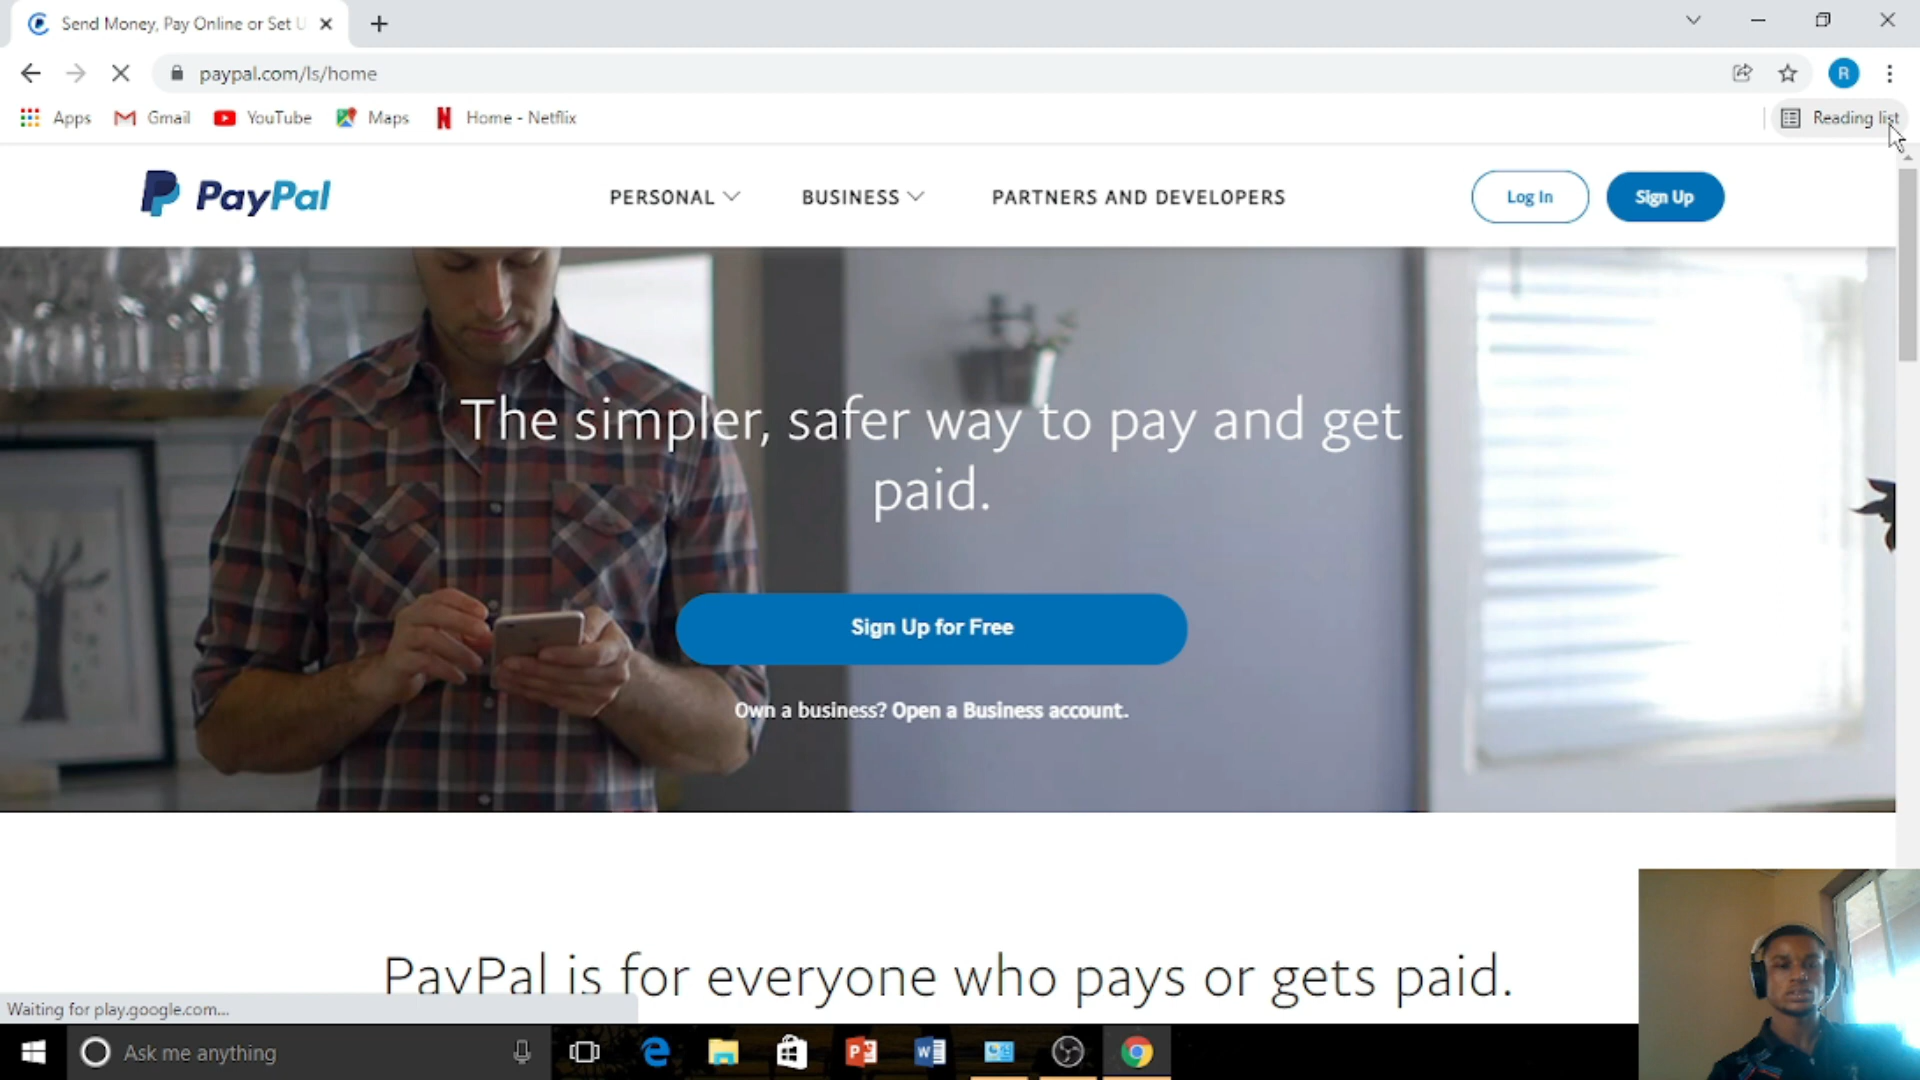 Send Money, Pay Online or Set U
paypal.com/ls/home
R
Apps Gmail YouTube Maps Home - Netflix Reading list
PayPal PERSONAL BUSINESS PARTNERS AND DEVELOPERS Log In Sign Up
The simpler, safer way to pay and get
paid.
Sign Up for Free
Own a business? Open a Business account.
PayPal is for everyone who pays or gets paid.
Waiting for play.google.com...
Ask me anything